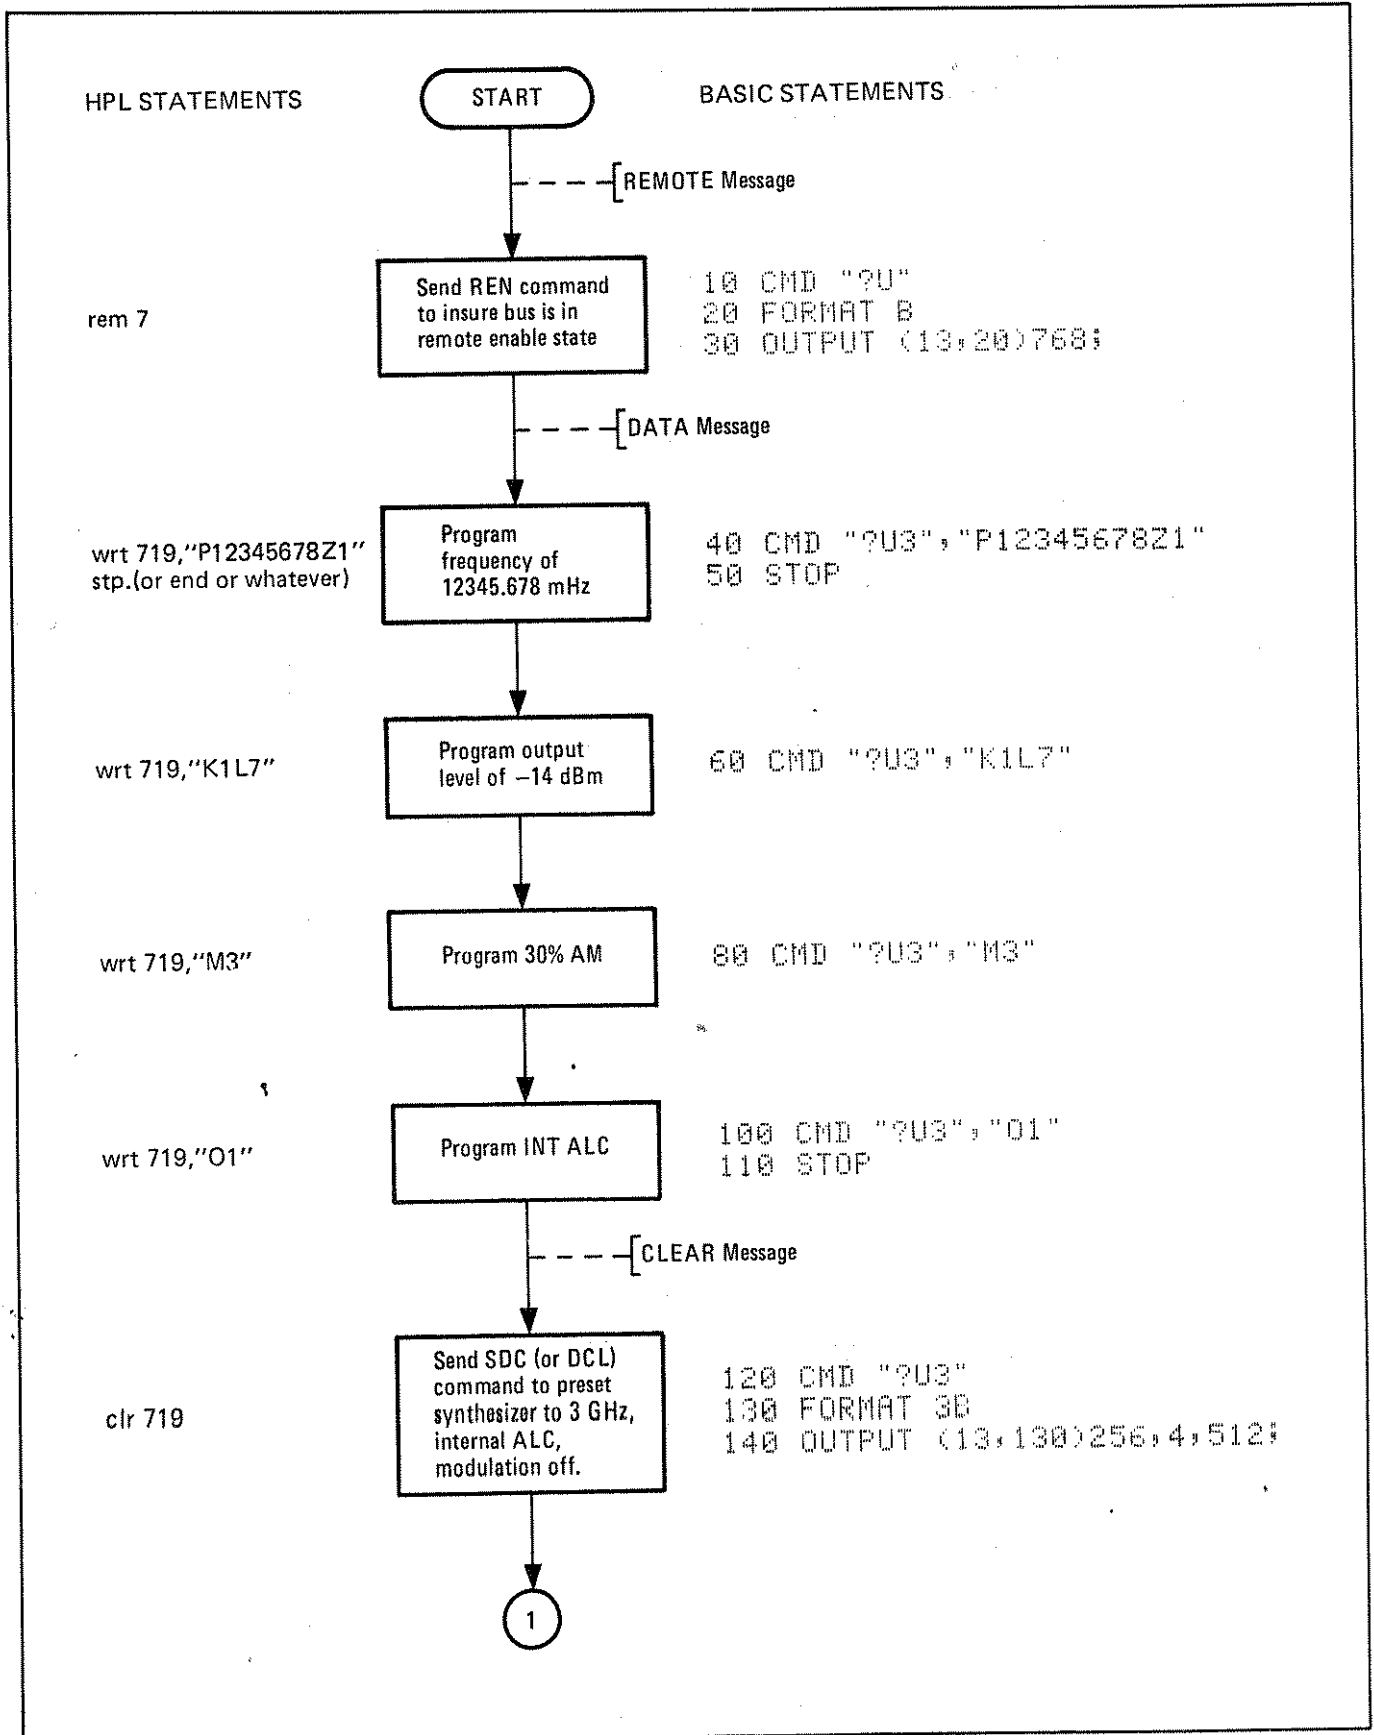 HPL STATEMENTS
START
BASIC STATEMENTS
REMOTE Message
rem 7
Send REN command
to insure bus is in
remote enable state
10 CMD "?U"
20 FORMAT B
30 OUTPUT (13,20)768;
DATA Message
wrt 719,"P12345678Z1"
stp.(or end or whatever)
Program
frequency of
12345.678 mHz
40 CMD "?U3","P12345678Z1"
50 STOP
wrt 719,"K1L7"
Program output
level of –14 dBm
60 CMD "?U3","K1L7"
wrt 719,"M3"
Program 30% AM
80 CMD "?U3","M3"
wrt 719,"O1"
Program INT ALC
100 CMD "?U3","O1"
110 STOP
CLEAR Message
clr 719
Send SDC (or DCL)
command to preset
synthesizer to 3 GHz,
internal ALC,
modulation off.
120 CMD "?U3"
130 FORMAT 3B
140 OUTPUT (13,130)256,4,512;
1